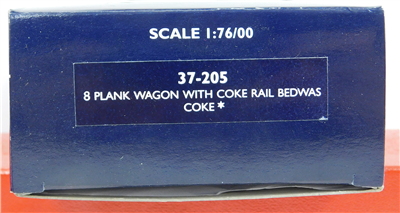 SCALE 1:76/00
37-205
8 PLANK WAGON WITH COKE RAIL BEDWAS
COKE*